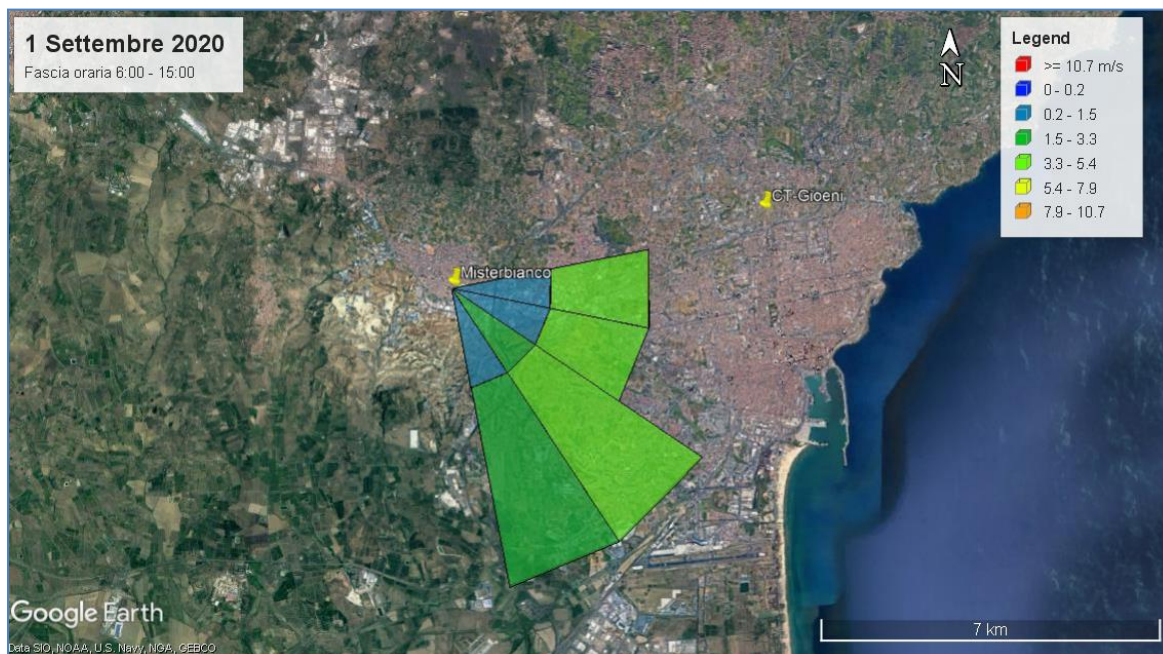 1 Settembre 2020
Fascia oraria 6:00 - 15:00
N
Legend
>= 10.7 m/s
0 - 0.2
0.2 - 1.5
1.5 - 3.3
3.3 - 5.4
5.4 - 7.9
7.9 - 10.7
CT-Gioeni
Misterbianco
Google Earth
Data SIO, NOAA, U.S. Navy, NGA, GEBCO
7 km